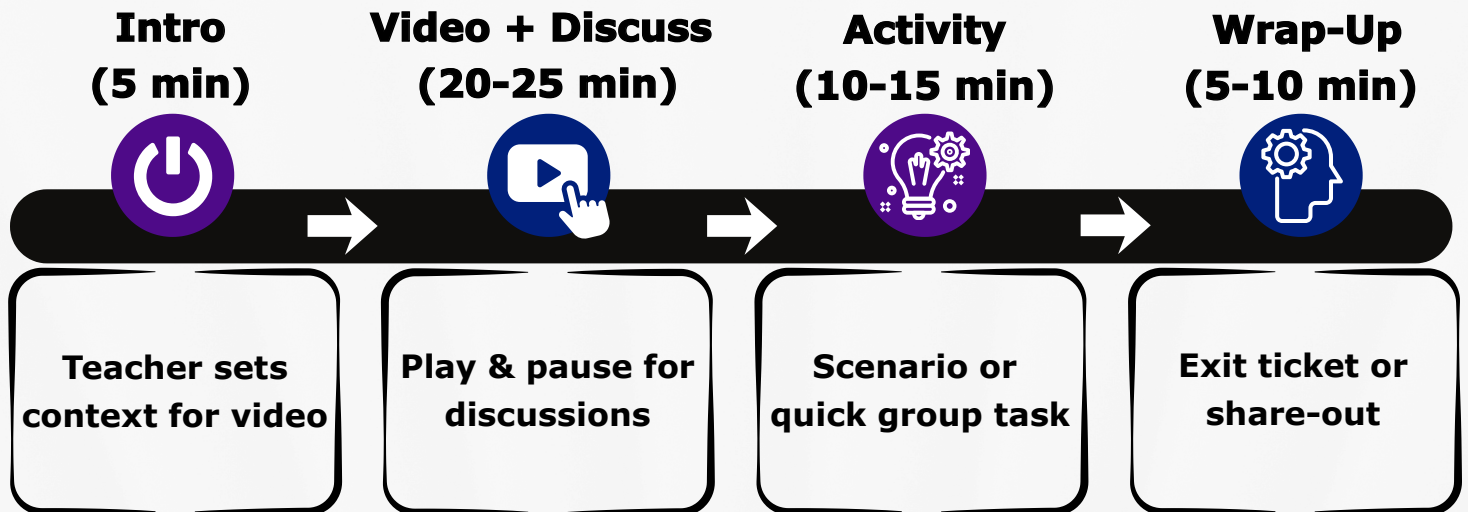 Intro
(5 min)
Video + Discuss
(20-25 min)
Activity
(10-15 min)
Wrap-Up
(5-10 min)
Teacher sets
context for video
Play & pause for
discussions
Scenario or
quick group task
Exit ticket or
share-out